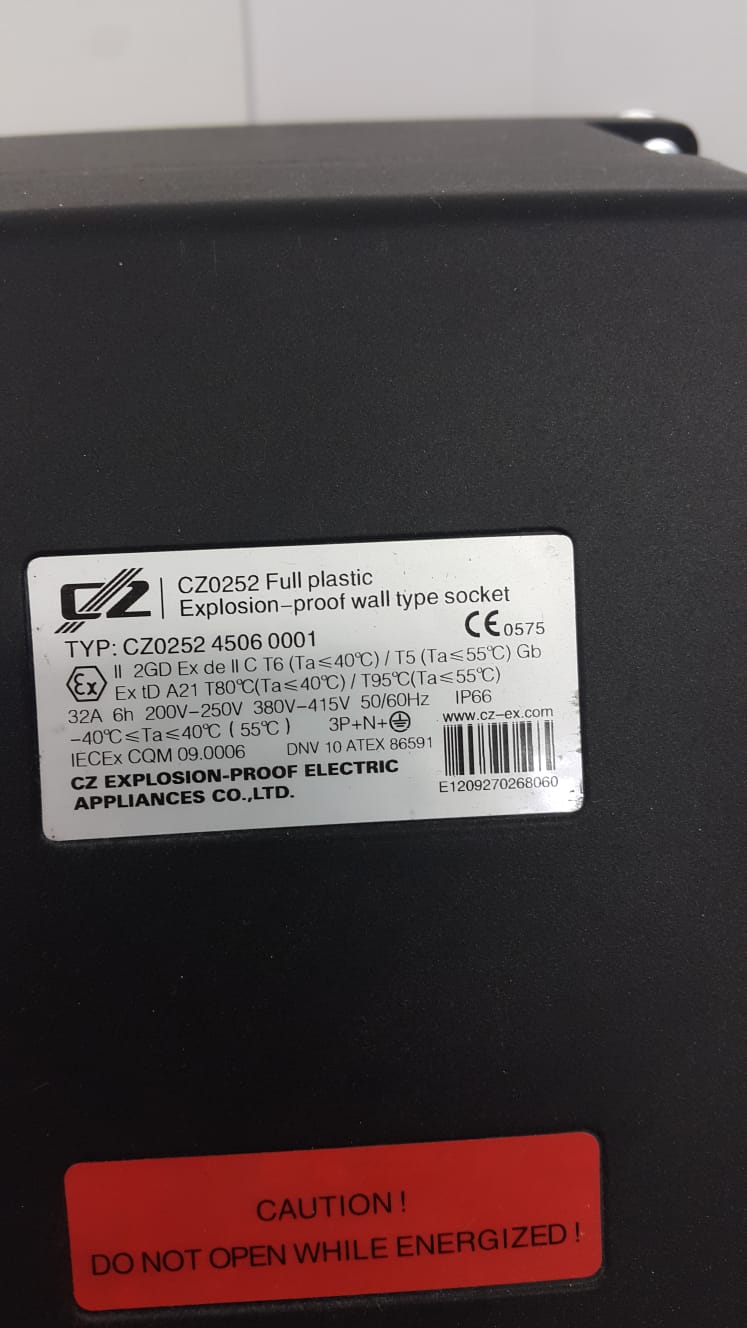 CZ
CZ0252 Full plastic
Explosion-proof wall type socket
CE 0575
TYP: CZ0252 4506 0001
Ex
II 2GD Ex de II C T6 (Ta≤40℃) / T5 (Ta≤55℃) Gb
Ex tD A21 T80℃(Ta≤40℃) / T95℃(Ta≤55℃)
32A 6h 200V-250V 380V-415V 50/60Hz IP66
-40℃≤Ta≤40℃ ( 55℃ ) 3P+N+⏚
www.cz-ex.com
IECEx CQM 09.0006 DNV 10 ATEX 86591
CZ EXPLOSION-PROOF ELECTRIC
APPLIANCES CO.,LTD.
E1209270268060
CAUTION !
DO NOT OPEN WHILE ENERGIZED !